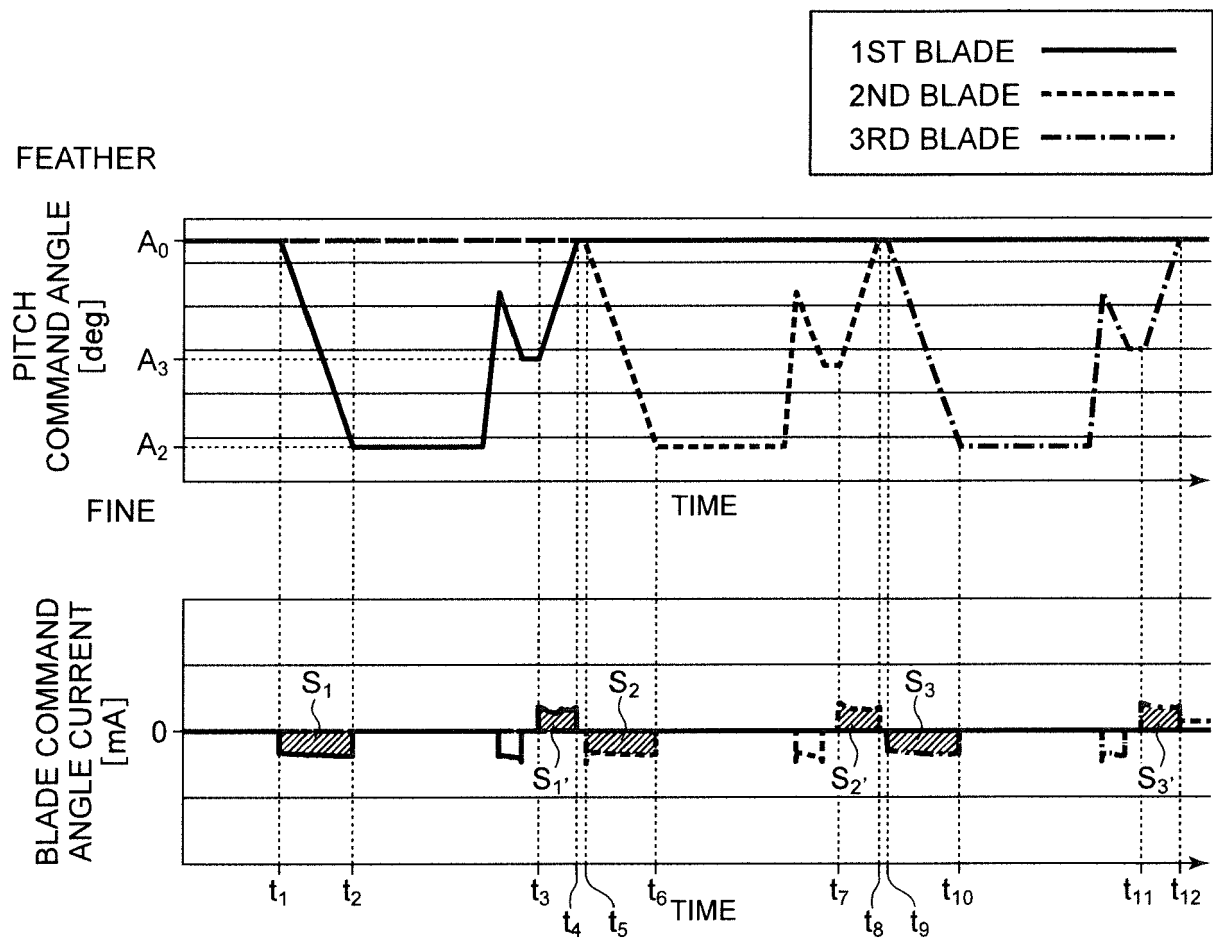 1ST BLADE
2ND BLADE
3RD BLADE
FEATHER
PITCH
COMMAND ANGLE
[deg]
A0
A3
A2
TIME
FINE
BLADE COMMAND
ANGLE CURRENT
[mA]
S1
S2
S3
0
S1'
S2'
S3'
t1
t2
t3
t4
t5
t6
t7
t8
t9
t10
t11
t12
TIME